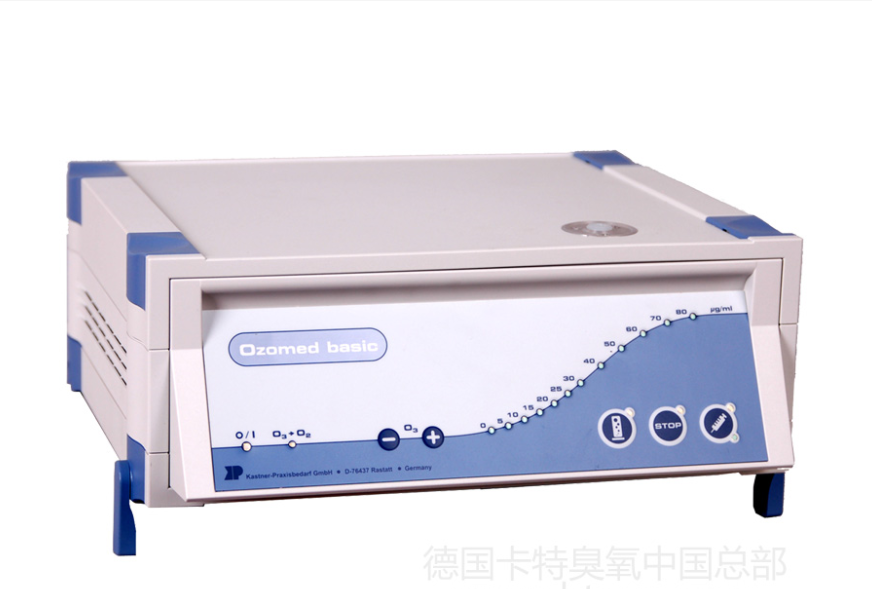 Ozomed basic
0 5 10 15 20 25 30 40 50 60 70 80 µg/ml
O/I O₃+O₂ O₃
STOP
Kastner-Praxisbedarf GmbH ● D-76437 Rastatt ● Germany
德国卡特臭氧中国总部